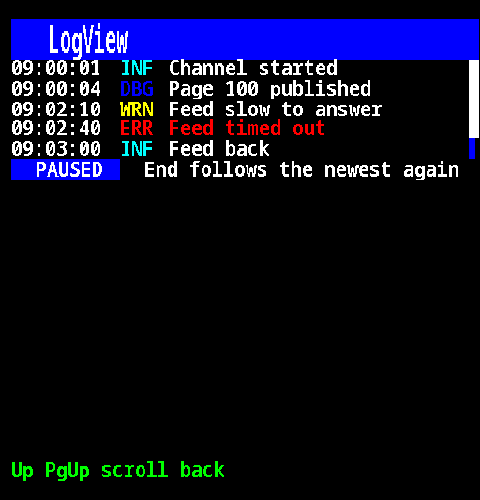 LogView
09:00:01 INF Channel started
09:00:04 DBG Page 100 published
09:02:10 WRN Feed slow to answer
09:02:40 ERR Feed timed out
09:03:00 INF Feed back
PAUSED End follows the newest again
Up PgUp scroll back